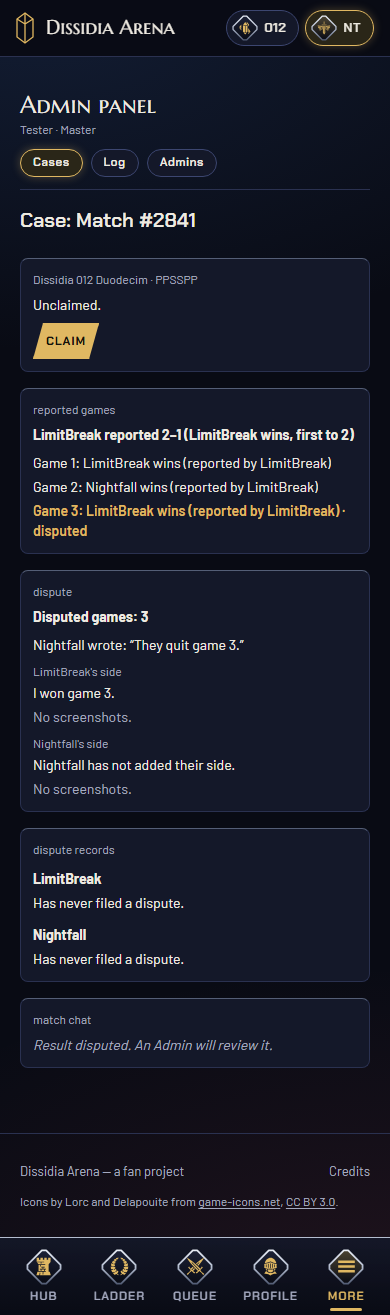 Dissidia Arena
012
NT
Admin panel
Tester · Master
Cases
Log
Admins
Case: Match #2841
Dissidia 012 Duodecim · PPSSPP
Unclaimed.
CLAIM
reported games
LimitBreak reported 2–1 (LimitBreak wins, first to 2)
Game 1: LimitBreak wins (reported by LimitBreak)
Game 2: Nightfall wins (reported by LimitBreak)
Game 3: LimitBreak wins (reported by LimitBreak) ·
disputed
dispute
Disputed games: 3
Nightfall wrote: “They quit game 3.”
LimitBreak's side
I won game 3.
No screenshots.
Nightfall's side
Nightfall has not added their side.
No screenshots.
dispute records
LimitBreak
Has never filed a dispute.
Nightfall
Has never filed a dispute.
match chat
Result disputed. An Admin will review it.
Dissidia Arena — a fan project
Credits
Icons by Lorc and Delapouite from game-icons.net, CC BY 3.0.
HUB
LADDER
QUEUE
PROFILE
MORE